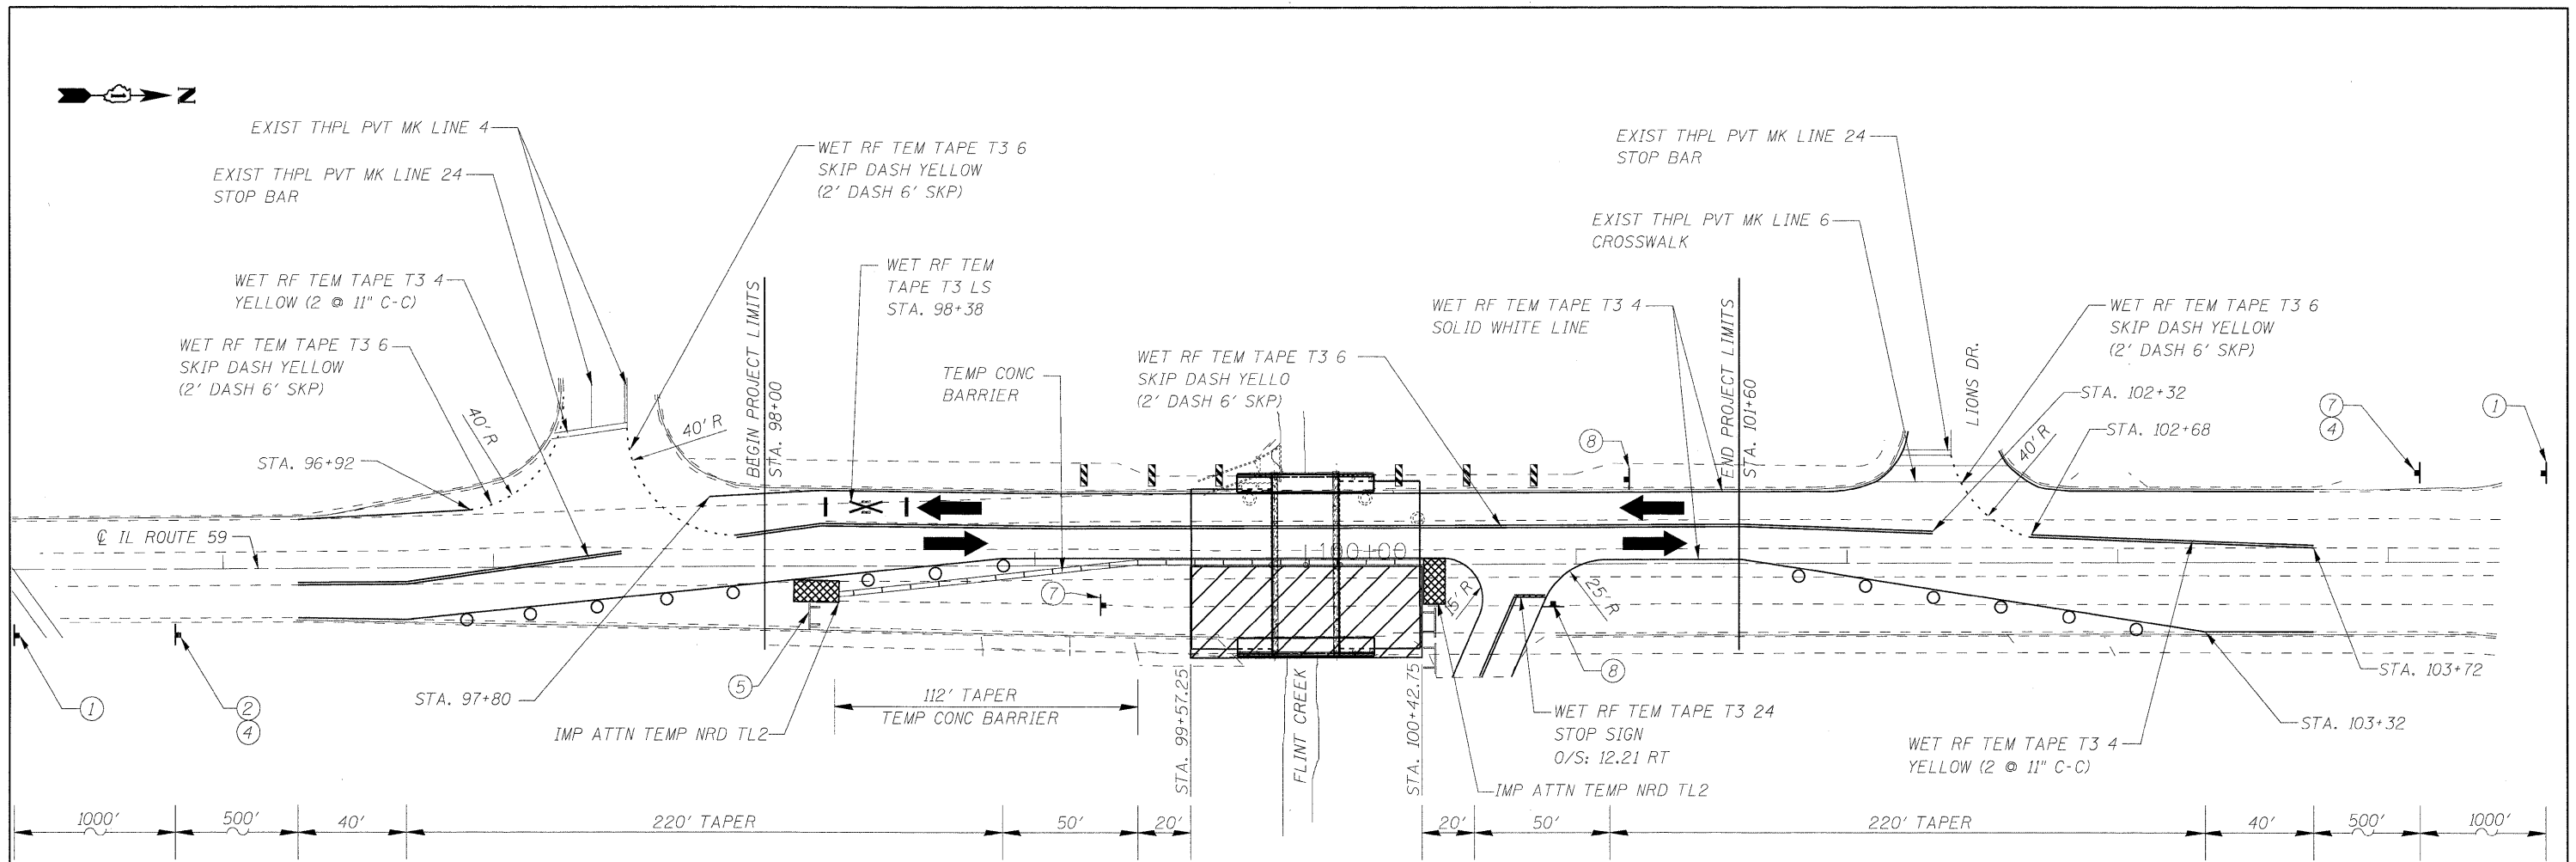 N
EXIST THPL PVT MK LINE 4
EXIST THPL PVT MK LINE 24
STOP BAR
WET RF TEM TAPE T3 4
YELLOW (2 @ 11" C-C)
WET RF TEM TAPE T3 6
SKIP DASH YELLOW
(2' DASH 6' SKP)
40' R
STA. 96+92
℄ IL ROUTE 59
WET RF TEM TAPE T3 6
SKIP DASH YELLOW
(2' DASH 6' SKP)
40' R
BEGIN PROJECT LIMITS
STA. 98+00
WET RF TEM
TAPE T3 LS
STA. 98+38
TEMP CONC
BARRIER
WET RF TEM TAPE T3 6
SKIP DASH YELLO
(2' DASH 6' SKP)
WET RF TEM TAPE T3 4
SOLID WHITE LINE
8
EXIST THPL PVT MK LINE 24
STOP BAR
EXIST THPL PVT MK LINE 6
CROSSWALK
END PROJECT LIMITS
STA. 101+60
LIONS DR.
WET RF TEM TAPE T3 6
SKIP DASH YELLOW
(2' DASH 6' SKP)
STA. 102+32
40' R
STA. 102+68
7
4
1
100+00
15' R
25' R
7
1
2
4
5
8
STA. 97+80
IMP ATTN TEMP NRD TL2
112' TAPER
TEMP CONC BARRIER
STA. 99+57.25
FLINT CREEK
STA. 100+42.75
WET RF TEM TAPE T3 24
STOP SIGN
O/S: 12.21 RT
IMP ATTN TEMP NRD TL2
WET RF TEM TAPE T3 4
YELLOW (2 @ 11" C-C)
STA. 103+72
STA. 103+32
1000'
500'
40'
220' TAPER
50'
20'
20'
50'
220' TAPER
40'
500'
1000'